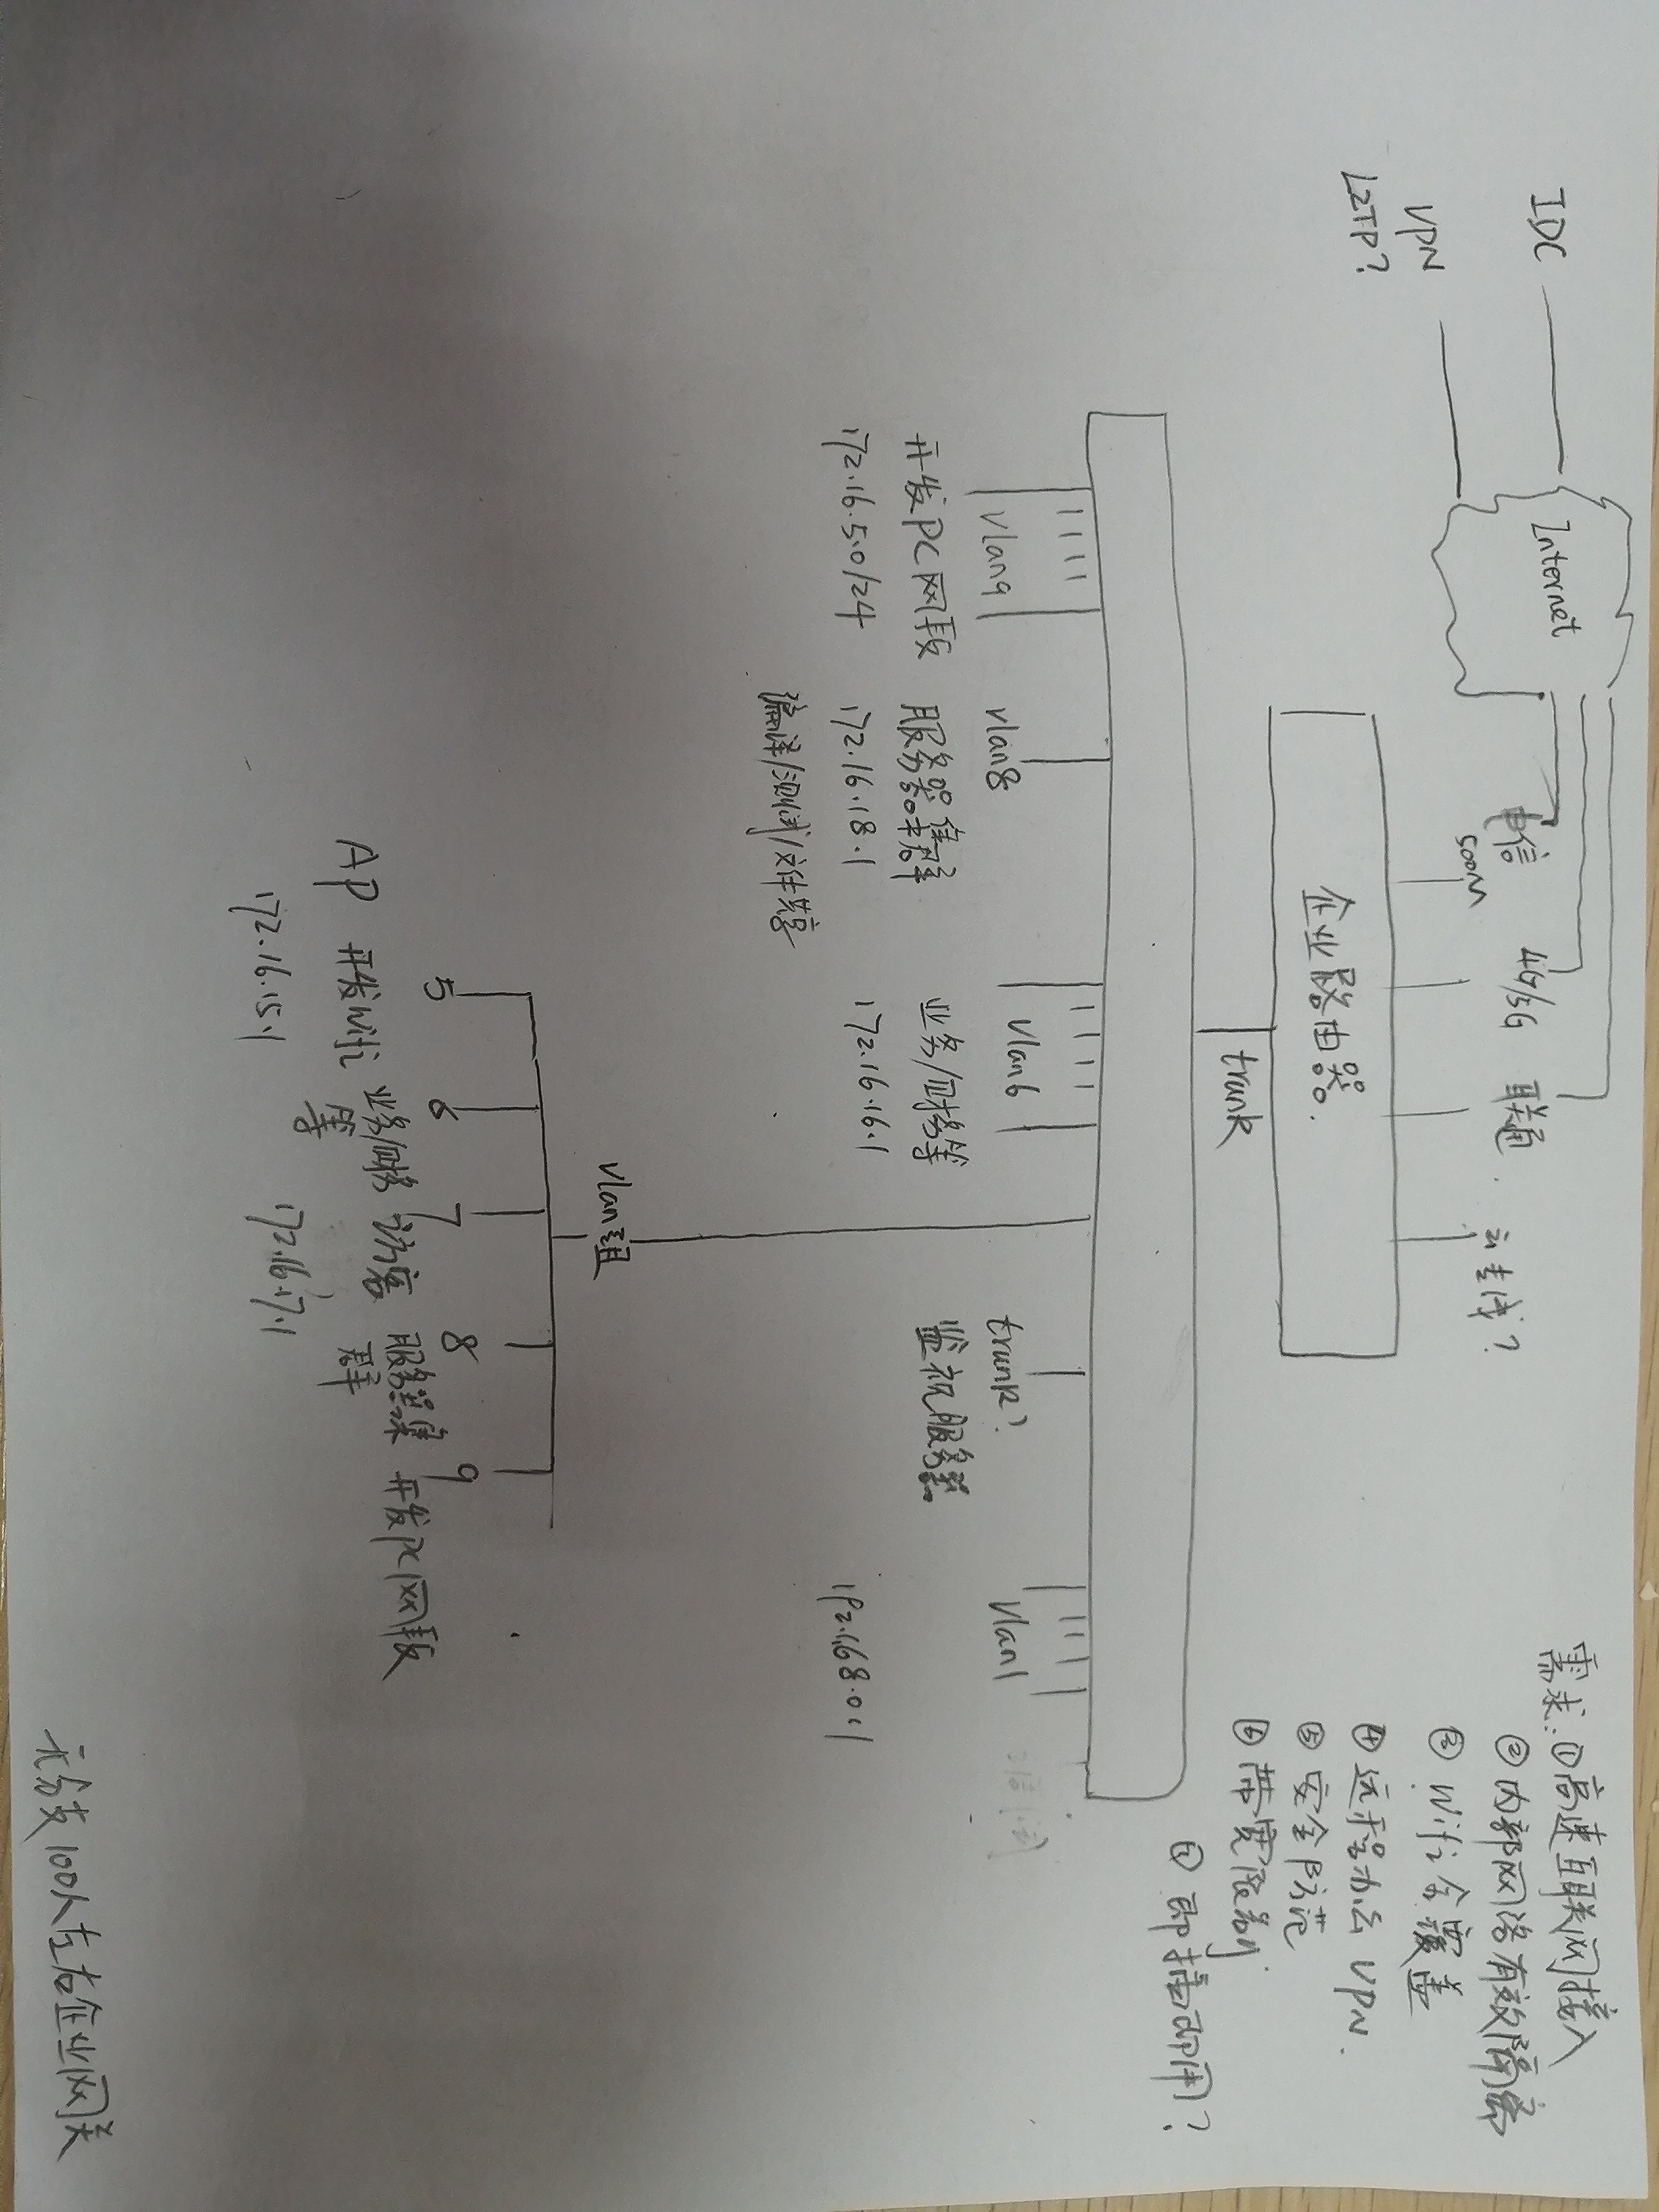 IDC
Internet
VPN
L2TP?
电信
500M
4G/5G
联通
云专线?
需求:①高速互联网接入
②内部网络有效隔离
③ Wifi全覆盖
④ 远程办公 VPN.
⑤ 安全防范
⑥ 带宽限制
即插即用?
企业路由器.
trunk
vlan9
开发PC网段
172.16.5.0/24
vlan8
服务器集群
172.16.18.1
编译/测试/文件共享
vlan6
业务/财务等
172.16.16.1
trunk?
监视服务器
vlan1
192.168.0.1
vlan组
5 6 7 8 9
AP 开发wifi 业务/财务等 访客 服务器集群 开发PC网段
172.16.15.1 172.16.17.1
无分支100人左右企业网关